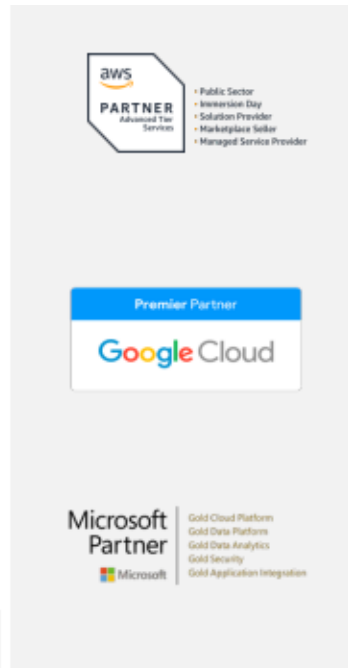 aws
PARTNER
Advanced Tier
Services
• Public Sector
• Immersion Day
• Solution Provider
• Marketplace Seller
• Managed Service Provider
Premier Partner
Google Cloud
Microsoft
Partner
Microsoft
Gold Cloud Platform
Gold Data Platform
Gold Data Analytics
Gold Security
Gold Application Integration